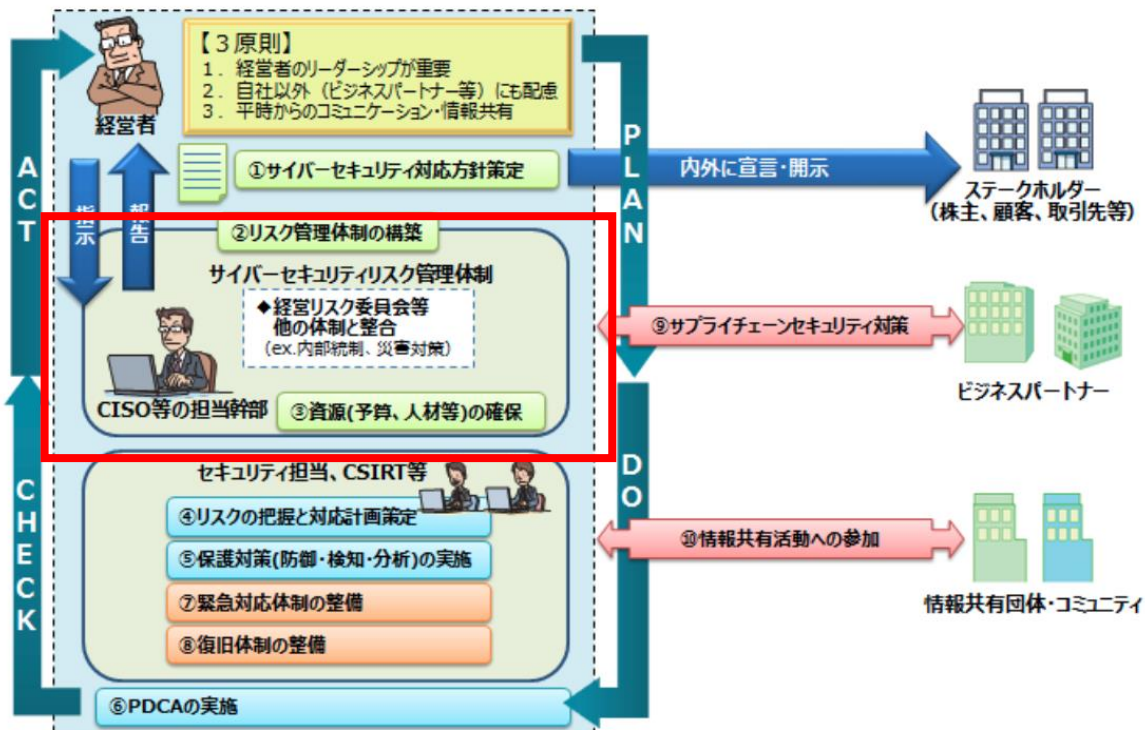 【３原則】
１．経営者のリーダーシップが重要
２．自社以外（ビジネスパートナー等）にも配慮
３．平時からのコミュニケーション・情報共有
経営者
①サイバーセキュリティ対応方針策定
PLAN
内外に宣言・開示
ステークホルダー
（株主、顧客、取引先等）
ACT
指示
報告
②リスク管理体制の構築
サイバーセキュリティリスク管理体制
◆経営リスク委員会等
他の体制と整合
（ex.内部統制、災害対策）
CISO等の担当幹部
③資源(予算、人材等)の確保
⑨サプライチェーンセキュリティ対策
ビジネスパートナー
DO
セキュリティ担当、CSIRT等
④リスクの把握と対応計画策定
⑤保護対策(防御・検知・分析)の実施
⑦緊急対応体制の整備
⑧復旧体制の整備
⑩情報共有活動への参加
情報共有団体・コミュニティ
CHECK
⑥PDCAの実施